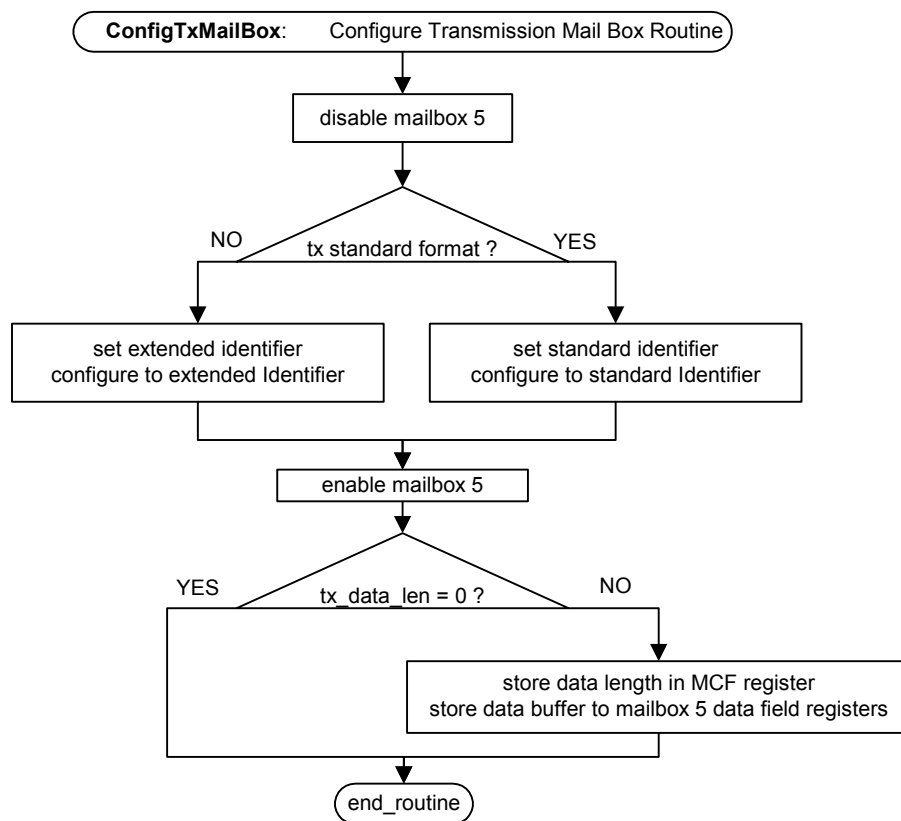 ConfigTxMailBox: Configure Transmission Mail Box Routine
disable mailbox 5
NO
YES
tx standard format ?
set extended identifier
configure to extended Identifier
set standard identifier
configure to standard Identifier
enable mailbox 5
YES
NO
tx_data_len = 0 ?
store data length in MCF register
store data buffer to mailbox 5 data field registers
end_routine